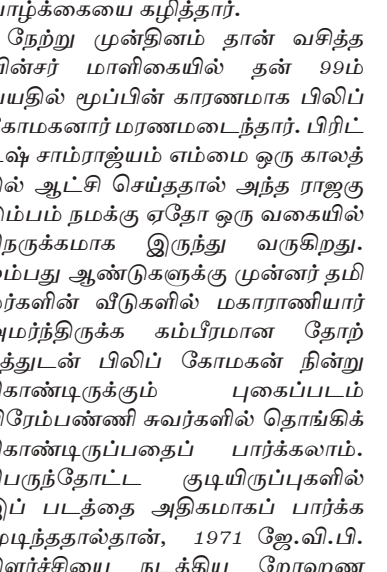 வாழ்க்கையை கழித்தார்.
நேற்று முன்தினம் தான் வசித்த
வின்சர் மாளிகையில் தன் 99ம்
வயதில் மூப்பின் காரணமாக பிலிப்
கோமகனார் மரணமடைந்தார். பிரிட்
டிஷ் சாம்ராஜ்யம் எம்மை ஒரு காலத்
தில் ஆட்சி செய்ததால் அந்த ராஜகு
டும்பம் நமக்கு ஏதோ ஒரு வகையில்
நெருக்கமாக இருந்து வருகிறது.
ஐம்பது ஆண்டுகளுக்கு முன்னர் தமி
ழர்களின் வீடுகளில் மகாராணியார்
அமர்ந்திருக்க கம்பீரமான தோற்
றத்துடன் பிலிப் கோமகன் நின்று
கொண்டிருக்கும் புகைப்படம்
பிரேம்பண்ணி சுவர்களில் தொங்கிக்
கொண்டிருப்பதைப் பார்க்கலாம்.
பெருந்தோட்ட குடியிருப்புகளில்
இப் படத்தை அதிகமாகப் பார்க்க
முடிந்ததால்தான், 1971 ஜே.வி.பி.
கிளர்ச்சியை நடத்திய றோஹண